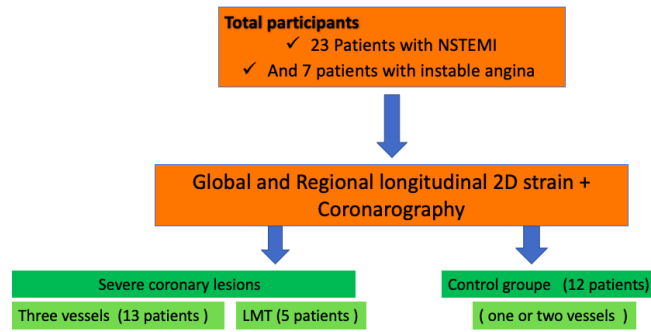 Total participants
✓ 23 Patients with NSTEMI
✓ And 7 patients with instable angina
Global and Regional longitudinal 2D strain +
Coronarography
Severe coronary lesions
Three vessels (13 patients )
LMT (5 patients )
Control groupe (12 patients)
( one or two vessels )